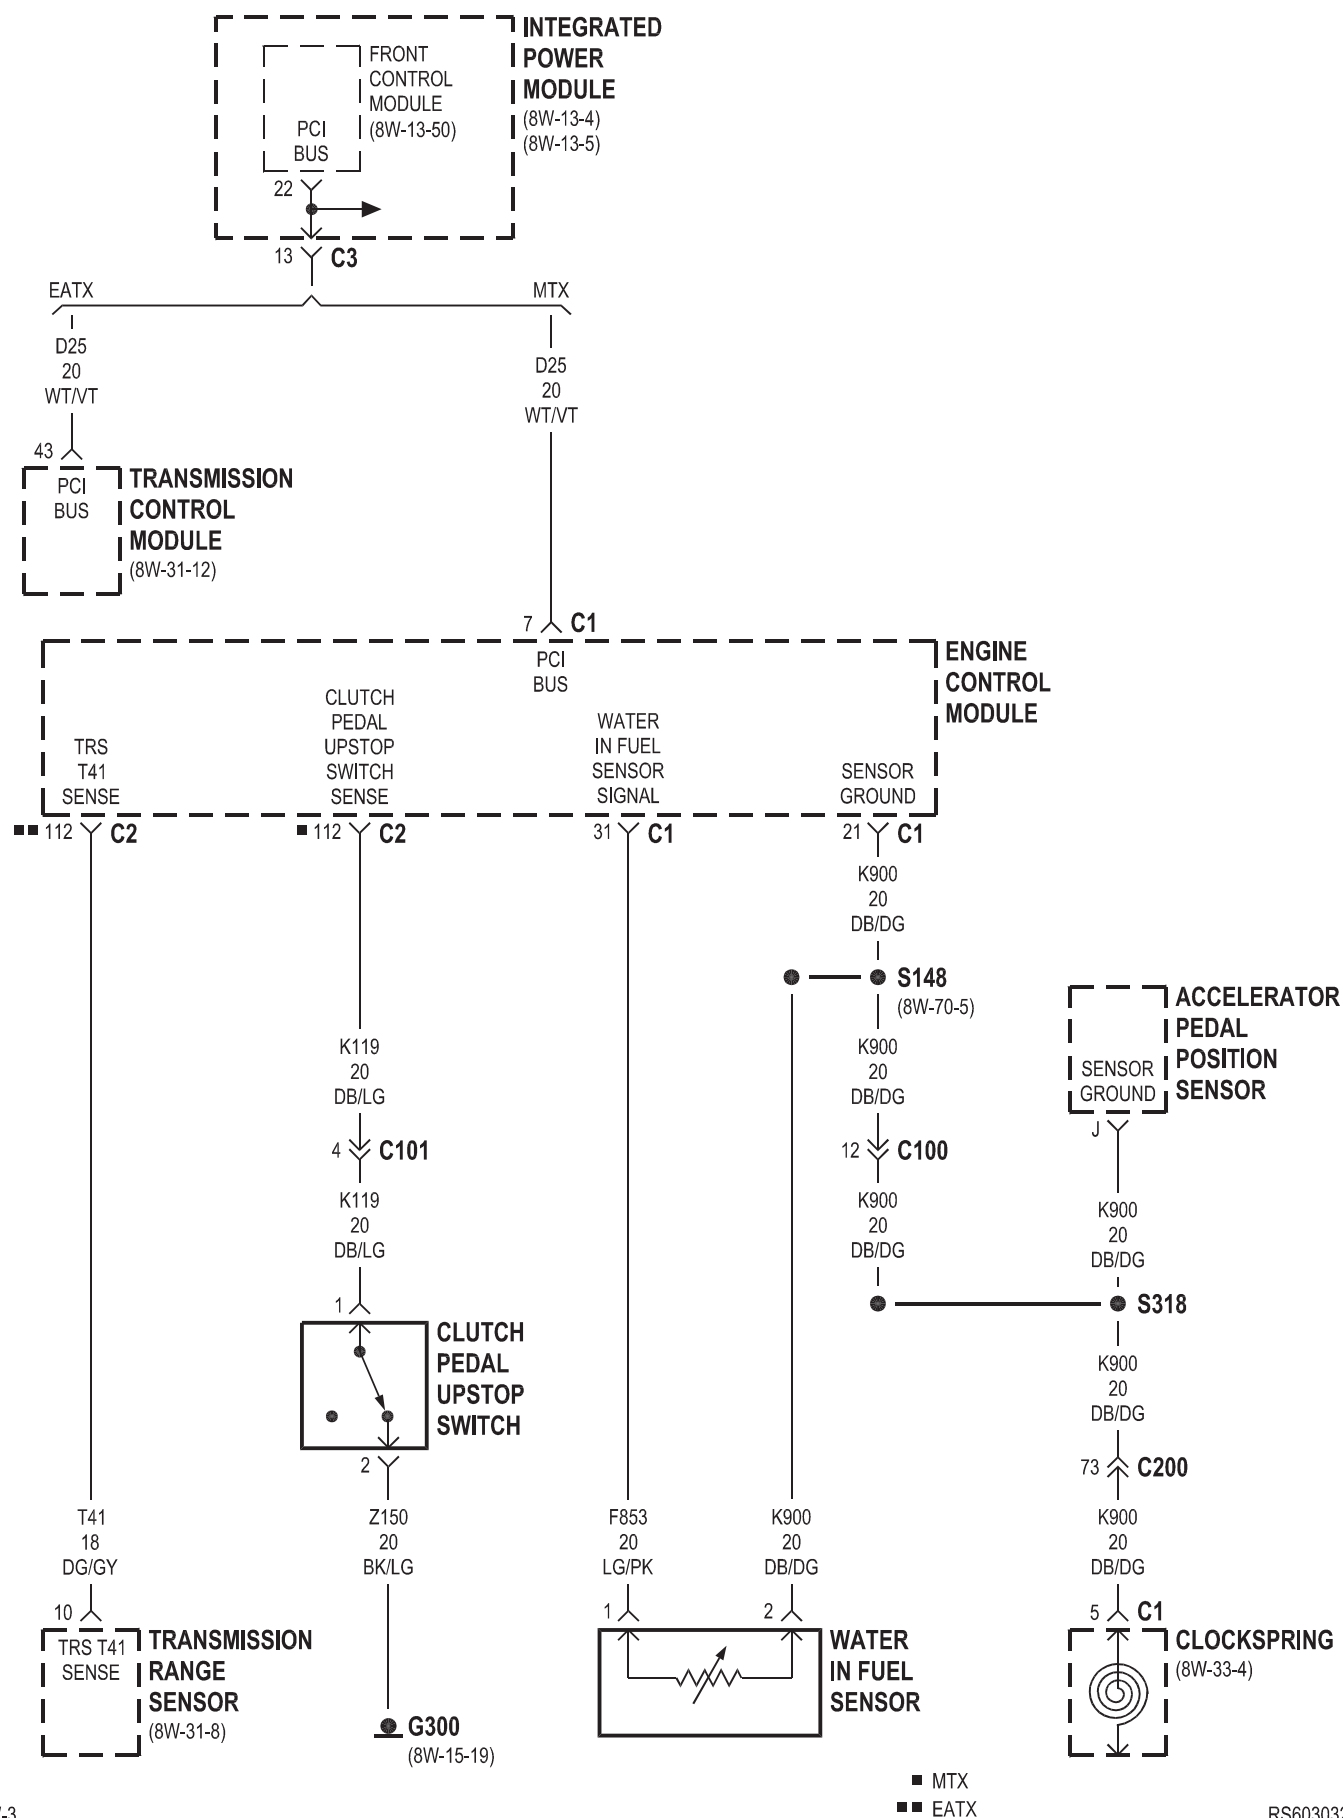 INTEGRATED
POWER
MODULE
(8W-13-4)
(8W-13-5)
FRONT
CONTROL
MODULE
(8W-13-50)
PCI
BUS
22
13
C3
EATX
MTX
D25
20
WT/VT
D25
20
WT/VT
43
PCI
BUS
TRANSMISSION
CONTROL
MODULE
(8W-31-12)
7
C1
PCI
BUS
ENGINE
CONTROL
MODULE
TRS
T41
SENSE
CLUTCH
PEDAL
UPSTOP
SWITCH
SENSE
WATER
IN FUEL
SENSOR
SIGNAL
SENSOR
GROUND
112
C2
112
C2
31
C1
21
C1
K900
20
DB/DG
S148
(8W-70-5)
ACCELERATOR
PEDAL
POSITION
SENSOR
SENSOR
GROUND
J
K119
20
DB/LG
K900
20
DB/DG
4
C101
12
C100
K119
20
DB/LG
K900
20
DB/DG
K900
20
DB/DG
1
S318
CLUTCH
PEDAL
UPSTOP
SWITCH
K900
20
DB/DG
2
73
C200
T41
18
DG/GY
Z150
20
BK/LG
F853
20
LG/PK
K900
20
DB/DG
K900
20
DB/DG
10
1
2
5
C1
TRS T41
SENSE
TRANSMISSION
RANGE
SENSOR
(8W-31-8)
G300
(8W-15-19)
WATER
IN FUEL
SENSOR
CLOCKSPRING
(8W-33-4)
MTX
EATX